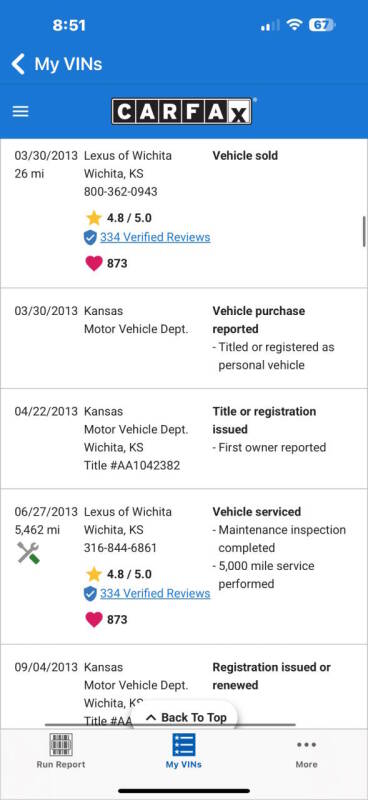 8:51
67
My VINs
CARFAX
03/30/2013 Lexus of Wichita Vehicle sold
26 mi Wichita, KS
800-362-0943
4.8 / 5.0
334 Verified Reviews
873
03/30/2013 Kansas Vehicle purchase
Motor Vehicle Dept. reported
- Titled or registered as
personal vehicle
04/22/2013 Kansas Title or registration
Motor Vehicle Dept. issued
Wichita, KS - First owner reported
Title #AA1042382
06/27/2013 Lexus of Wichita Vehicle serviced
5,462 mi Wichita, KS - Maintenance inspection
316-844-6861 completed
4.8 / 5.0 - 5,000 mile service
334 Verified Reviews performed
873
09/04/2013 Kansas Registration issued or
Motor Vehicle Dept. renewed
Wichita, KS
Title #AA
Back To Top
Run Report My VINs More